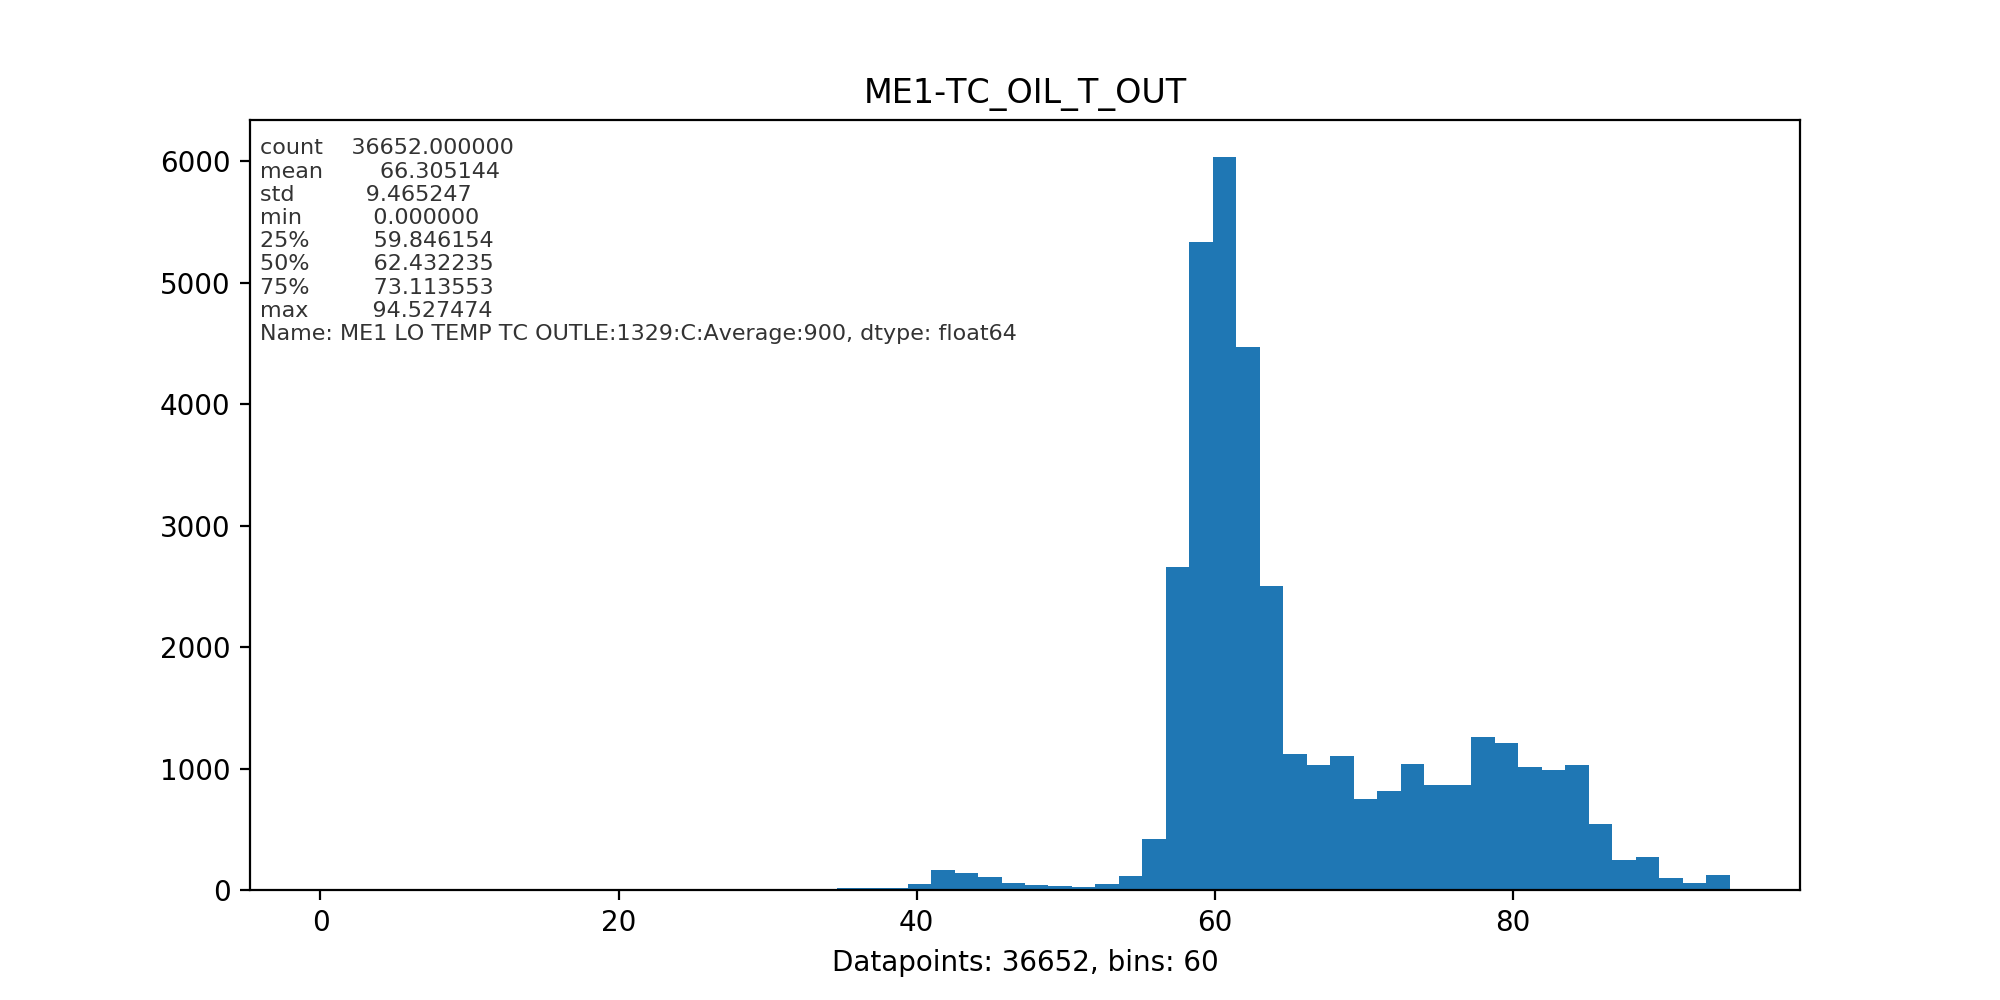 ME1-TC_OIL_T_OUT
count 36652.000000
mean 66.305144
std 9.465247
min 0.000000
25% 59.846154
50% 62.432235
75% 73.113553
max 94.527474
Name: ME1 LO TEMP TC OUTLE:1329:C:Average:900, dtype: float64
6000
5000
4000
3000
2000
1000
0
0 20 40 60 80
Datapoints: 36652, bins: 60